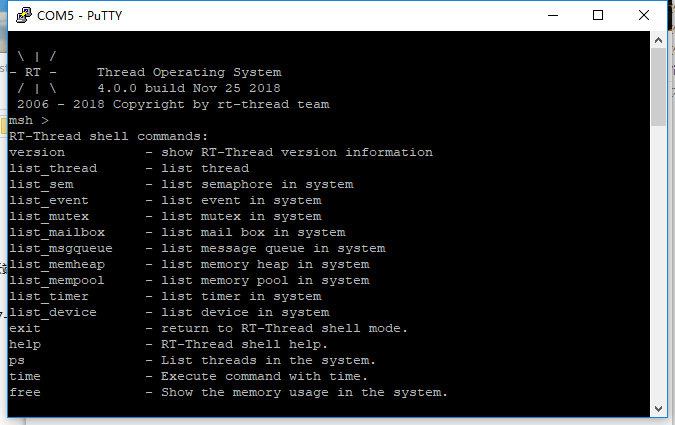 COM5 - PuTTY
 \ | /
- RT -     Thread Operating System
 / | \     4.0.0 build Nov 25 2018
 2006 - 2018 Copyright by rt-thread team
msh >
RT-Thread shell commands:
version          - show RT-Thread version information
list_thread      - list thread
list_sem         - list semaphore in system
list_event       - list event in system
list_mutex       - list mutex in system
list_mailbox     - list mail box in system
list_msgqueue    - list message queue in system
list_memheap     - list memory heap in system
list_mempool     - list memory pool in system
list_timer       - list timer in system
list_device      - list device in system
exit             - return to RT-Thread shell mode.
help             - RT-Thread shell help.
ps               - List threads in the system.
time             - Execute command with time.
free             - Show the memory usage in the system.